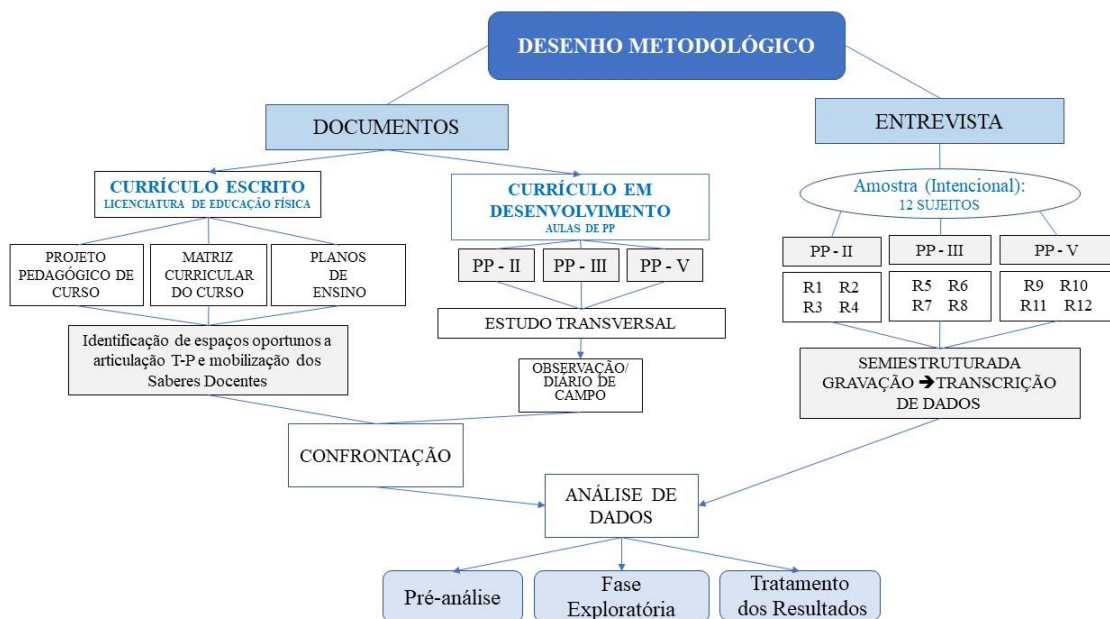 DESENHO METODOLÓGICO
DOCUMENTOS
ENTREVISTA
CURRÍCULO ESCRITO
LICENCIATURA DE EDUCAÇÃO FÍSICA
CURRÍCULO EM
DESENVOLVIMENTO
AULAS DE PP
Amostra (Intencional):
12 SUJEITOS
PROJETO
PEDAGÓGICO DE
CURSO
MATRIZ
CURRICULAR
DO CURSO
PLANOS
DE
ENSINO
PP - II
PP - III
PP - V
PP - II
PP - III
PP - V
R1 R2
R3 R4
R5 R6
R7 R8
R9 R10
R11 R12
Identificação de espaços oportunos a
articulação T-P e mobilização dos
Saberes Docentes
ESTUDO TRANSVERSAL
OBSERVAÇÃO/
DIÁRIO DE
CAMPO
SEMIESTRUTURADA
GRAVAÇÃO ➔TRANSCRIÇÃO
DE DADOS
CONFRONTAÇÃO
ANÁLISE DE
DADOS
Pré-análise
Fase
Exploratória
Tratamento
dos Resultados